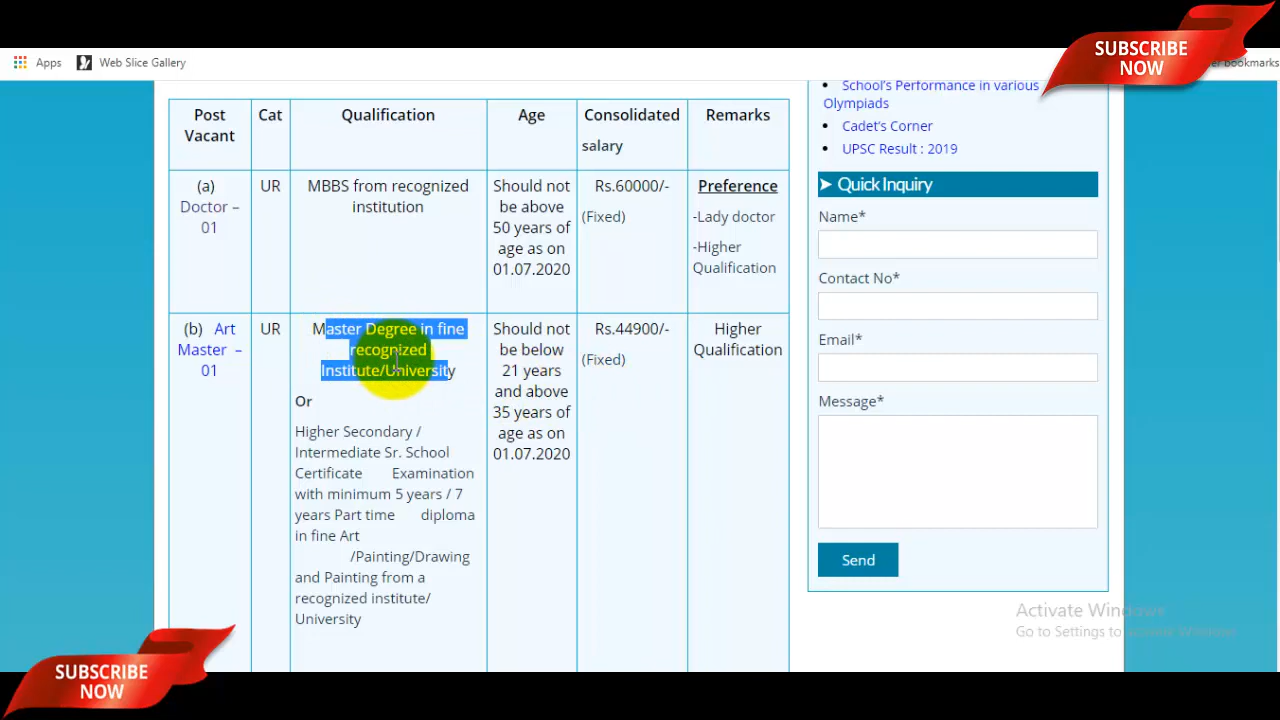 SUBSCRIBE
NOW
Apps
Web Slice Gallery
er bookmarks
Post
Vacant
Cat
Qualification
Age
Consolidated
salary
Remarks
(a)
Doctor –
01
UR
MBBS from recognized
institution
Should not
be above
50 years of
age as on
01.07.2020
Rs.60000/-
(Fixed)
Preference
-Lady doctor
-Higher
Qualification
(b) Art
Master –
01
UR
Master Degree in fine
recognized
Institute/University
Or
Higher Secondary /
Intermediate Sr. School
Certificate Examination
with minimum 5 years / 7
years Part time diploma
in fine Art
/Painting/Drawing
and Painting from a
recognized institute/
University
Should not
be below
21 years
and above
35 years of
age as on
01.07.2020
Rs.44900/-
(Fixed)
Higher
Qualification
School's Performance in various
Olympiads
Cadet's Corner
UPSC Result : 2019
Quick Inquiry
Name*
Contact No*
Email*
Message*
Send
Activate Windows
Go to Settings to activate Windows.
SUBSCRIBE
NOW